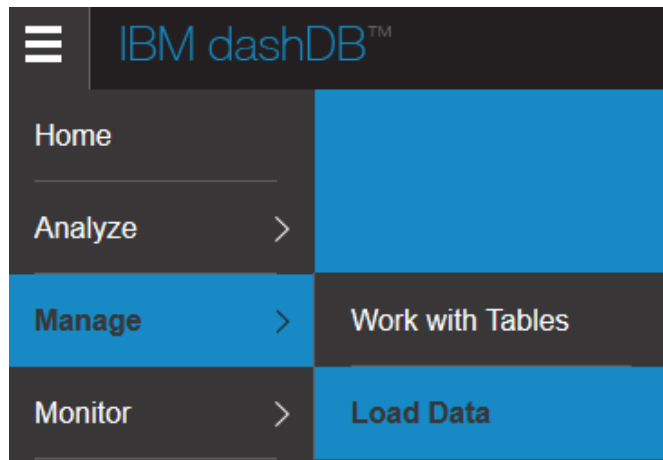 IBM dashDB™
Home
Analyze
Manage
Work with Tables
Monitor
Load Data